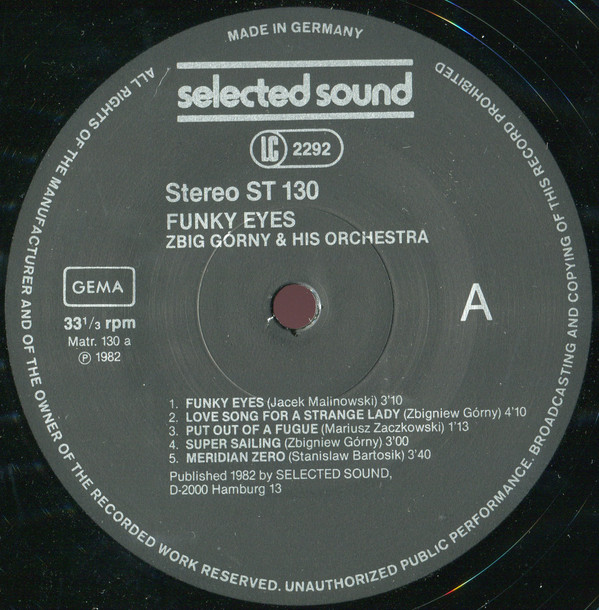 MADE IN GERMANY
ALL RIGHTS OF THE MANUFACTURER AND OF THE OWNER OF THE RECORDED WORK RESERVED. UNAUTHORIZED PUBLIC PERFORMANCE. BROADCASTING AND COPYING OF THIS RECORD PROHIBITED
selected sound
LC 2292
Stereo ST 130
FUNKY EYES
ZBIG GÓRNY & HIS ORCHESTRA
GEMA
A
33 1/3 rpm
Matr. 130 a
Ⓟ 1982
1. FUNKY EYES (Jacek Malinowski) 3'10
2. LOVE SONG FOR A STRANGE LADY (Zbigniew Górny) 4'10
3. PUT OUT OF A FUGUE (Mariusz Zaczkowski) 1'13
4. SUPER SAILING (Zbigniew Górny) 3'00
5. MERIDIAN ZERO (Stanislaw Bartosik) 3'40
Published 1982 by SELECTED SOUND,
D-2000 Hamburg 13